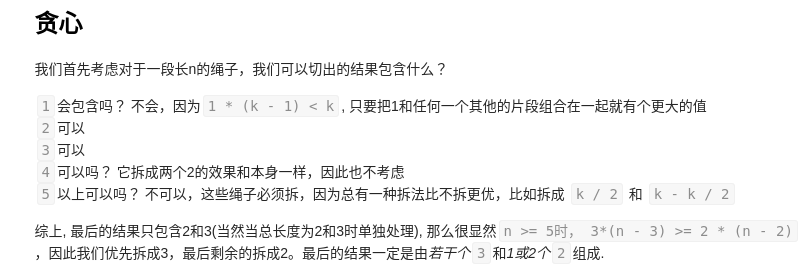 贪心
我们首先考虑对于一段长n的绳子，我们可以切出的结果包含什么？
1 会包含吗？不会，因为 1 * (k - 1) < k , 只要把1和任何一个其他的片段组合在一起就有个更大的值
2 可以
3 可以
4 可以吗？它拆成两个2的效果和本身一样，因此也不考虑
5 以上可以吗？不可以，这些绳子必须拆，因为总有一种拆法比不拆更优，比如拆成 k / 2 和 k - k / 2
综上, 最后的结果只包含2和3(当然当总长度为2和3时单独处理), 那么很显然 n >= 5时， 3*(n - 3) >= 2 * (n - 2)
，因此我们优先拆成3，最后剩余的拆成2。最后的结果一定是由若干个 3 和1或2个 2 组成.